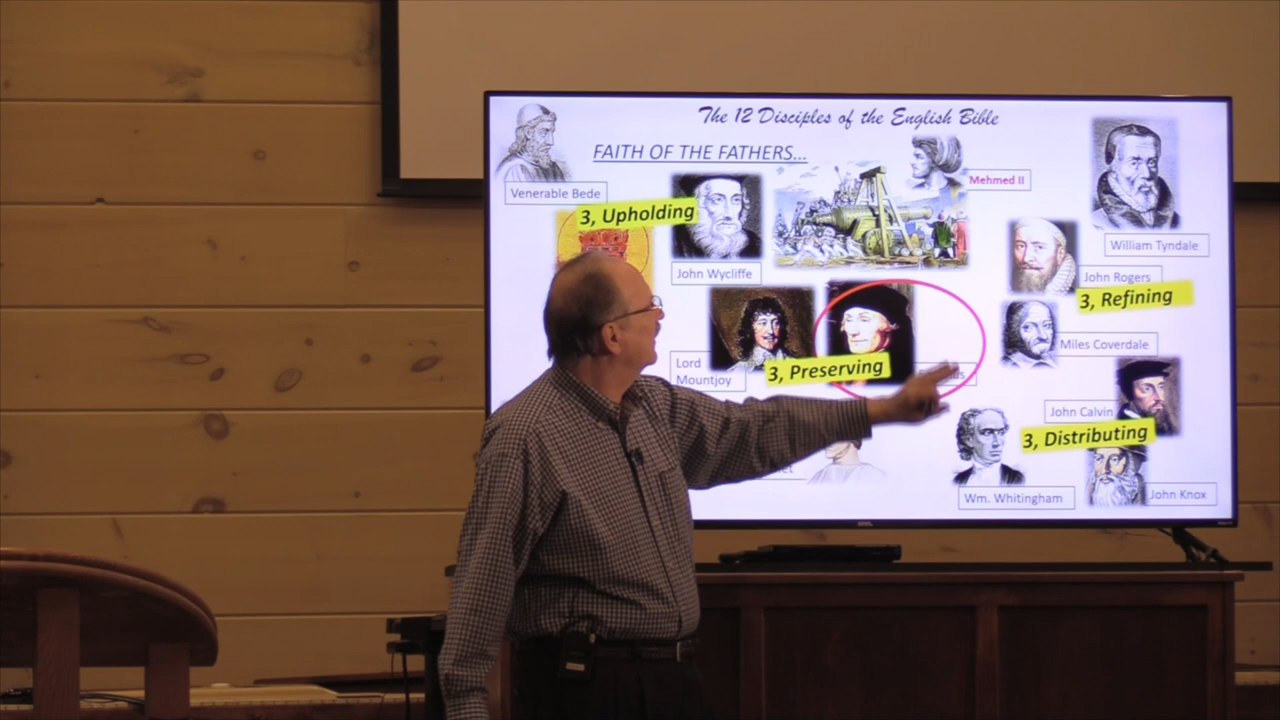 The 12 Disciples of the English Bible
FAITH OF THE FATHERS...
Venerable Bede
3, Upholding
John Wycliffe
Mehmed II
William Tyndale
John Rogers
3, Refining
Miles Coverdale
Lord
Mountjoy
3, Preserving
John Calvin
3, Distributing
Wm. Whitingham
John Knox